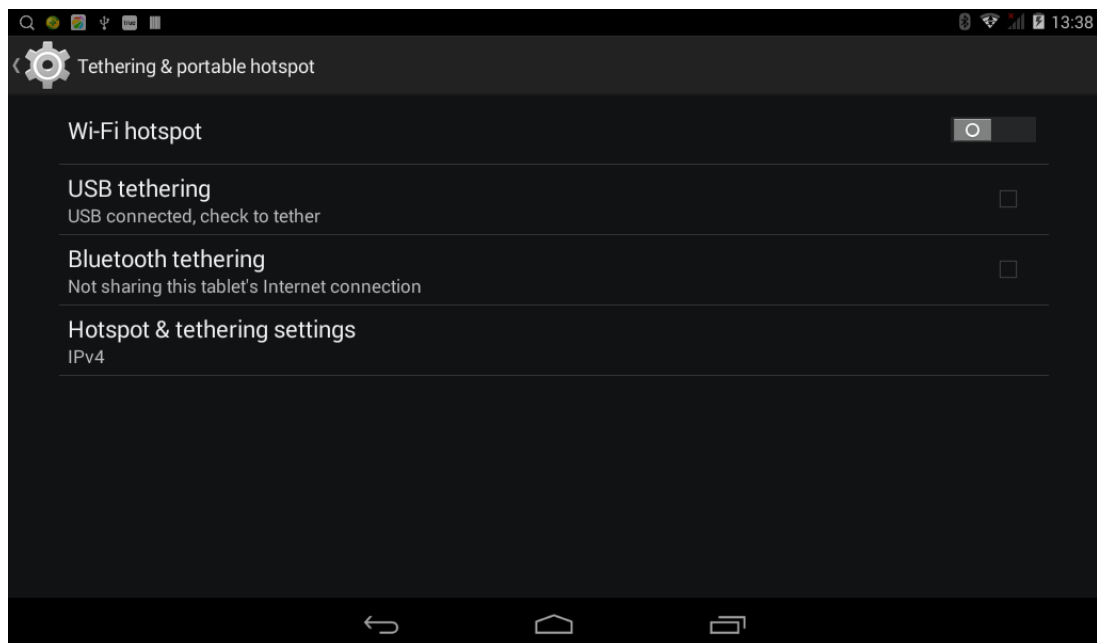 13:38
Tethering & portable hotspot
Wi-Fi hotspot
USB tethering
USB connected, check to tether
Bluetooth tethering
Not sharing this tablet's Internet connection
Hotspot & tethering settings
IPv4